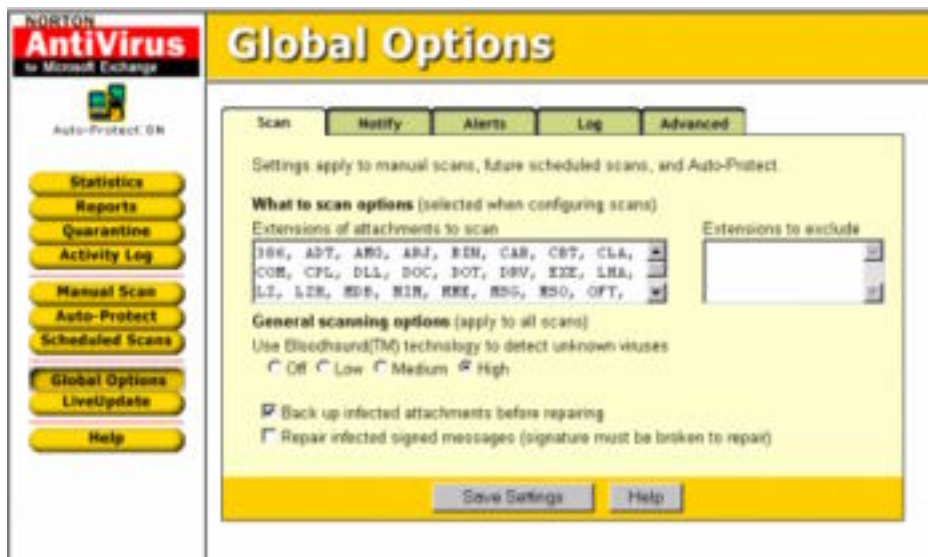 NORTON
AntiVirus
for Microsoft Exchange
Auto-Protect ON
Statistics
Reports
Quarantine
Activity Log
Manual Scan
Auto-Protect
Scheduled Scans
Global Options
LiveUpdate
Help
Global Options
Scan Notify Alerts Log Advanced
Settings apply to manual scans, future scheduled scans, and Auto-Protect.
What to scan options (selected when configuring scans)
Extensions of attachments to scan Extensions to exclude
386, ADT, AMG, ARJ, BIN, CAB, CBT, CLA,
COM, CPL, DLL, DOC, DOT, DRV, EXE, LHA,
LZ, LZH, MDB, MIM, MME, MSG, MSO, OFT,
General scanning options (apply to all scans)
Use Bloodhound(TM) technology to detect unknown viruses
Off Low Medium High
Back up infected attachments before repairing
Repair infected signed messages (signature must be broken to repair)
Save Settings Help